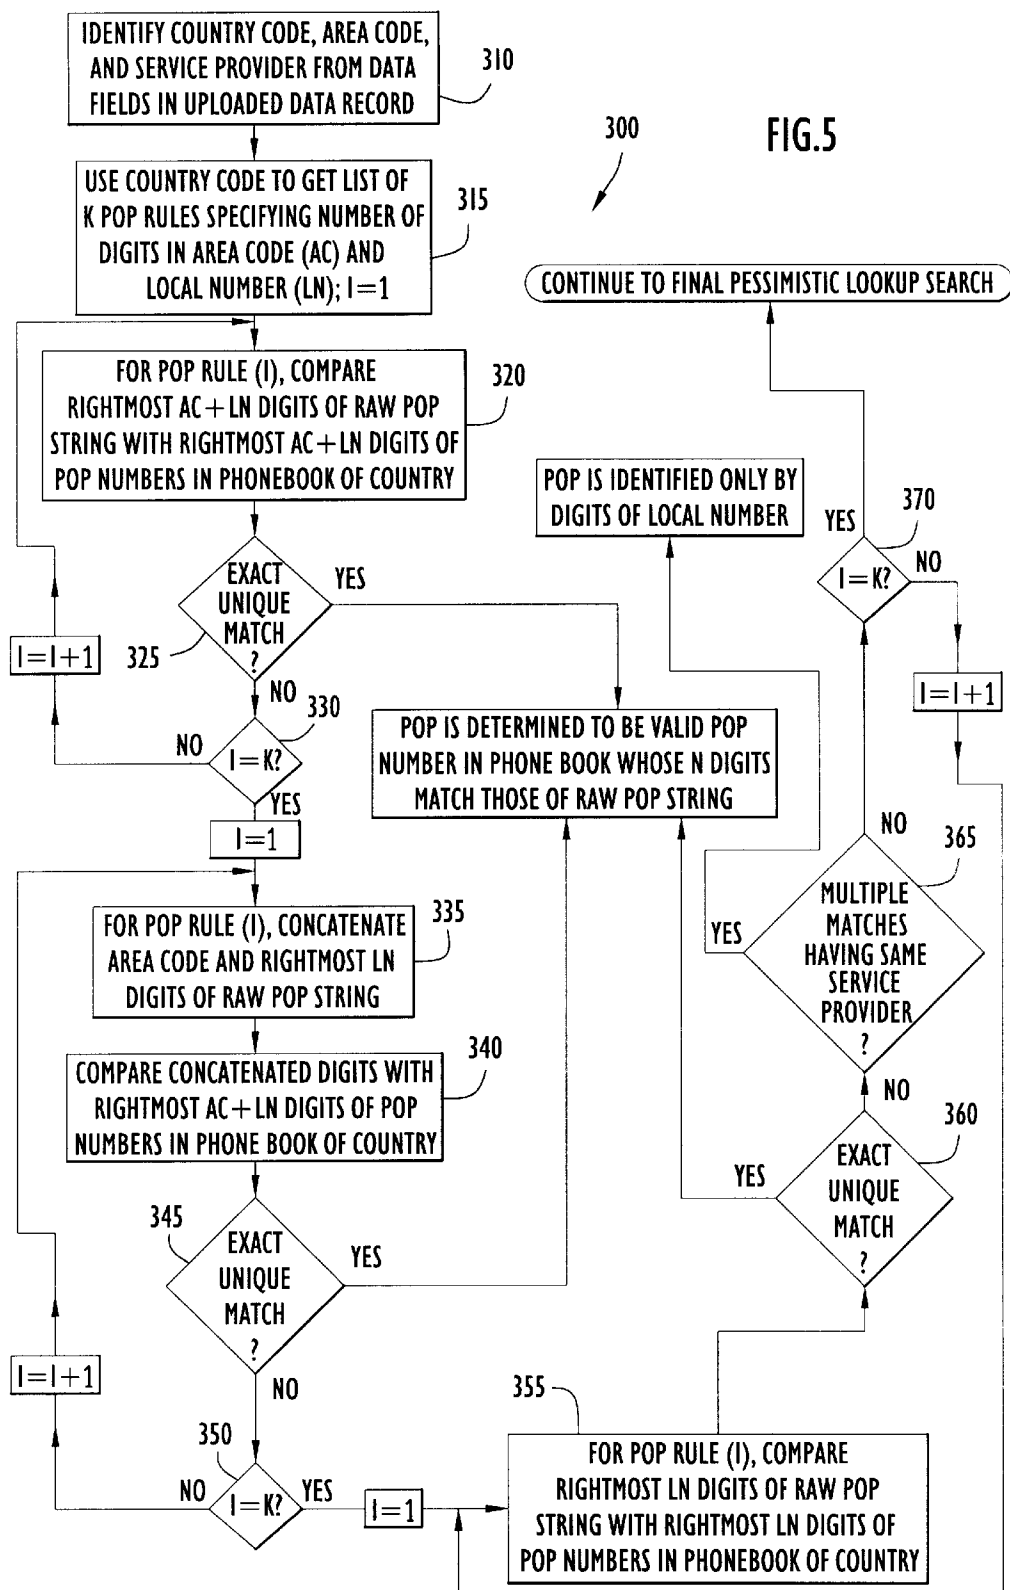 IDENTIFY COUNTRY CODE, AREA CODE,
AND SERVICE PROVIDER FROM DATA
FIELDS IN UPLOADED DATA RECORD
310
300
FIG.5
USE COUNTRY CODE TO GET LIST OF
K POP RULES SPECIFYING NUMBER OF
DIGITS IN AREA CODE (AC) AND
LOCAL NUMBER (LN); I=1
315
CONTINUE TO FINAL PESSIMISTIC LOOKUP SEARCH
FOR POP RULE (I), COMPARE
RIGHTMOST AC+LN DIGITS OF RAW POP
STRING WITH RIGHTMOST AC+LN DIGITS OF
POP NUMBERS IN PHONEBOOK OF COUNTRY
320
POP IS IDENTIFIED ONLY BY
DIGITS OF LOCAL NUMBER
YES
370
I=K?
NO
EXACT
UNIQUE
MATCH
?
YES
325
I=I+1
NO
330
NO
I=K?
YES
I=I+1
POP IS DETERMINED TO BE VALID POP
NUMBER IN PHONE BOOK WHOSE N DIGITS
MATCH THOSE OF RAW POP STRING
I=1
NO
365
MULTIPLE
MATCHES
HAVING SAME
SERVICE
PROVIDER
?
YES
FOR POP RULE (I), CONCATENATE
AREA CODE AND RIGHTMOST LN
DIGITS OF RAW POP STRING
335
COMPARE CONCATENATED DIGITS WITH
RIGHTMOST AC+LN DIGITS OF POP
NUMBERS IN PHONE BOOK OF COUNTRY
340
NO
360
EXACT
UNIQUE
MATCH
?
YES
345
EXACT
UNIQUE
MATCH
?
YES
I=I+1
NO
350
NO
I=K?
YES
I=1
355
FOR POP RULE (I), COMPARE
RIGHTMOST LN DIGITS OF RAW POP
STRING WITH RIGHTMOST LN DIGITS OF
POP NUMBERS IN PHONEBOOK OF COUNTRY